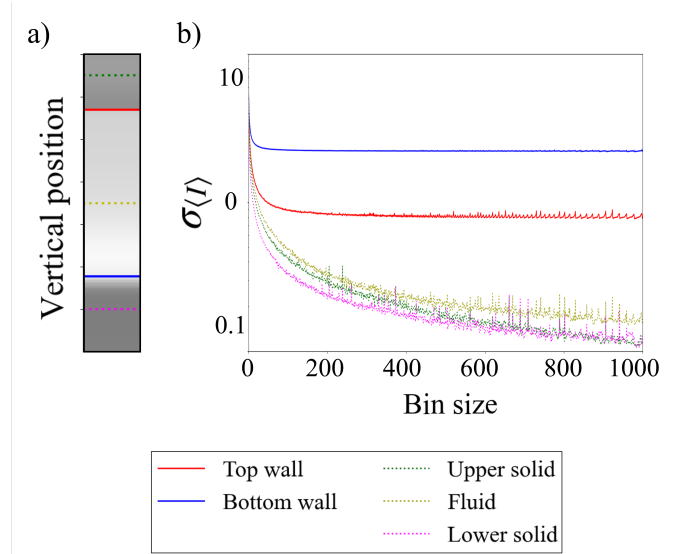 a)
b)
Vertical position
10
0
0.1
σ⟨I⟩
0
200
400
600
800
1000
Bin size
Top wall
Bottom wall
Upper solid
Fluid
Lower solid